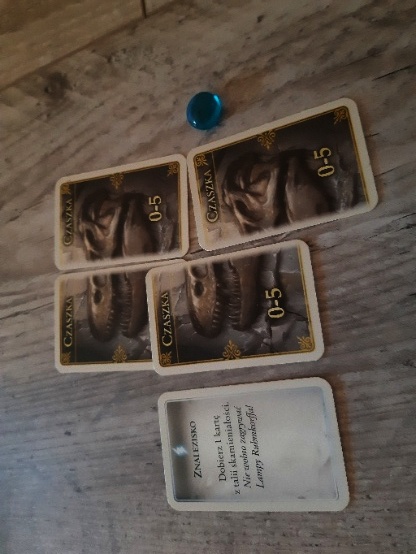 CZASZKA
0-5
CZASZKA
0-5
CZASZKA
CZASZKA
0-5
ZNALEZISKO
Dobierz 1 kartę
z talii skamieniałości.
Nie wolno zagrywać
Lampy Ruhmkorffa!